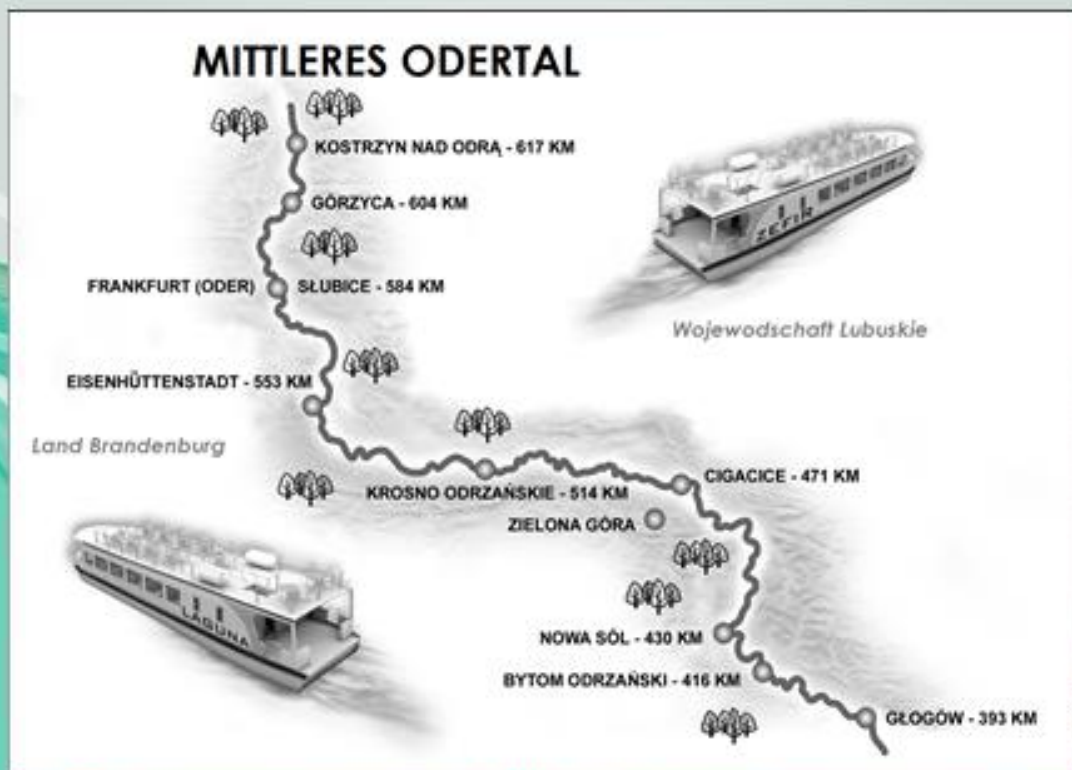 MITTLERES ODERTAL
KOSTRZYN NAD ODRĄ - 617 KM
GÓRZYCA - 604 KM
FRANKFURT (ODER)
SŁUBICE - 584 KM
ZEFIR
Wojewodschaft Lubuskie
EISENHÜTTENSTADT - 553 KM
Land Brandenburg
KROSNO ODRZAŃSKIE - 514 KM
CIGACICE - 471 KM
ZIELONA GÓRA
LAGUNA
NOWA SÓL - 430 KM
BYTOM ODRZAŃSKI - 416 KM
GŁOGÓW - 393 KM